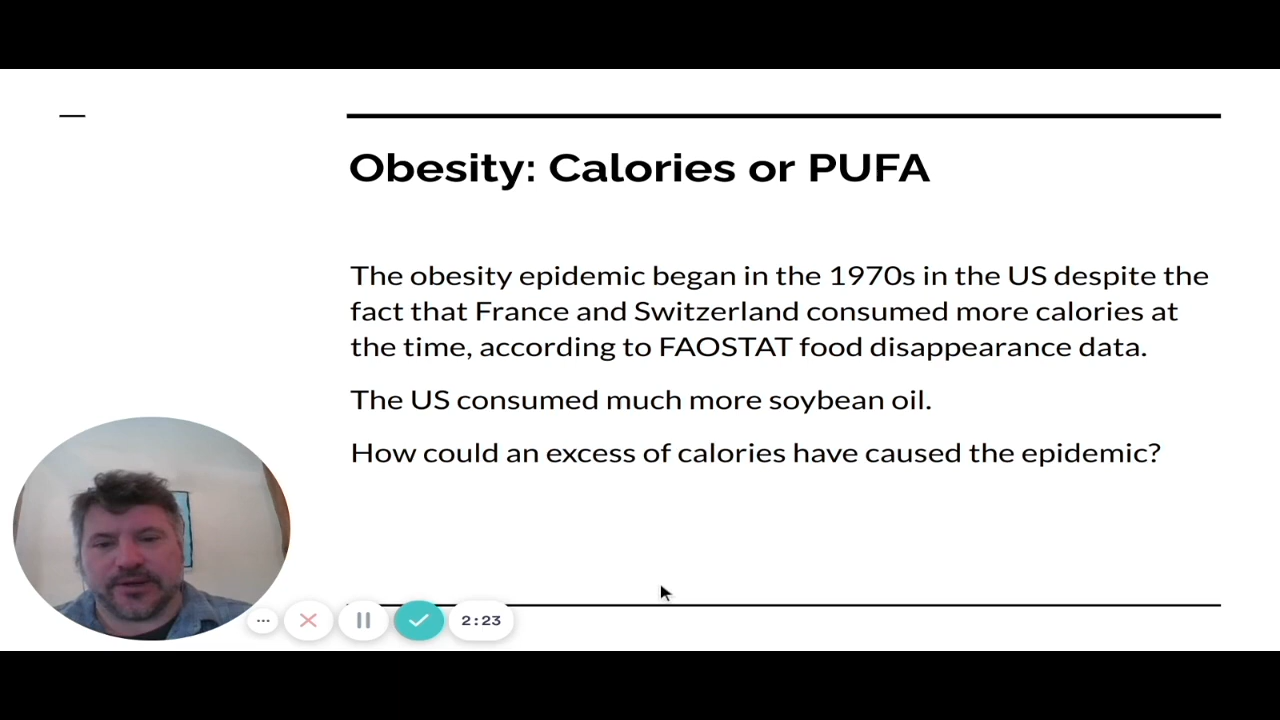 Obesity: Calories or PUFA
The obesity epidemic began in the 1970s in the US despite the
fact that France and Switzerland consumed more calories at
the time, according to FAOSTAT food disappearance data.
The US consumed much more soybean oil.
How could an excess of calories have caused the epidemic?
2:23